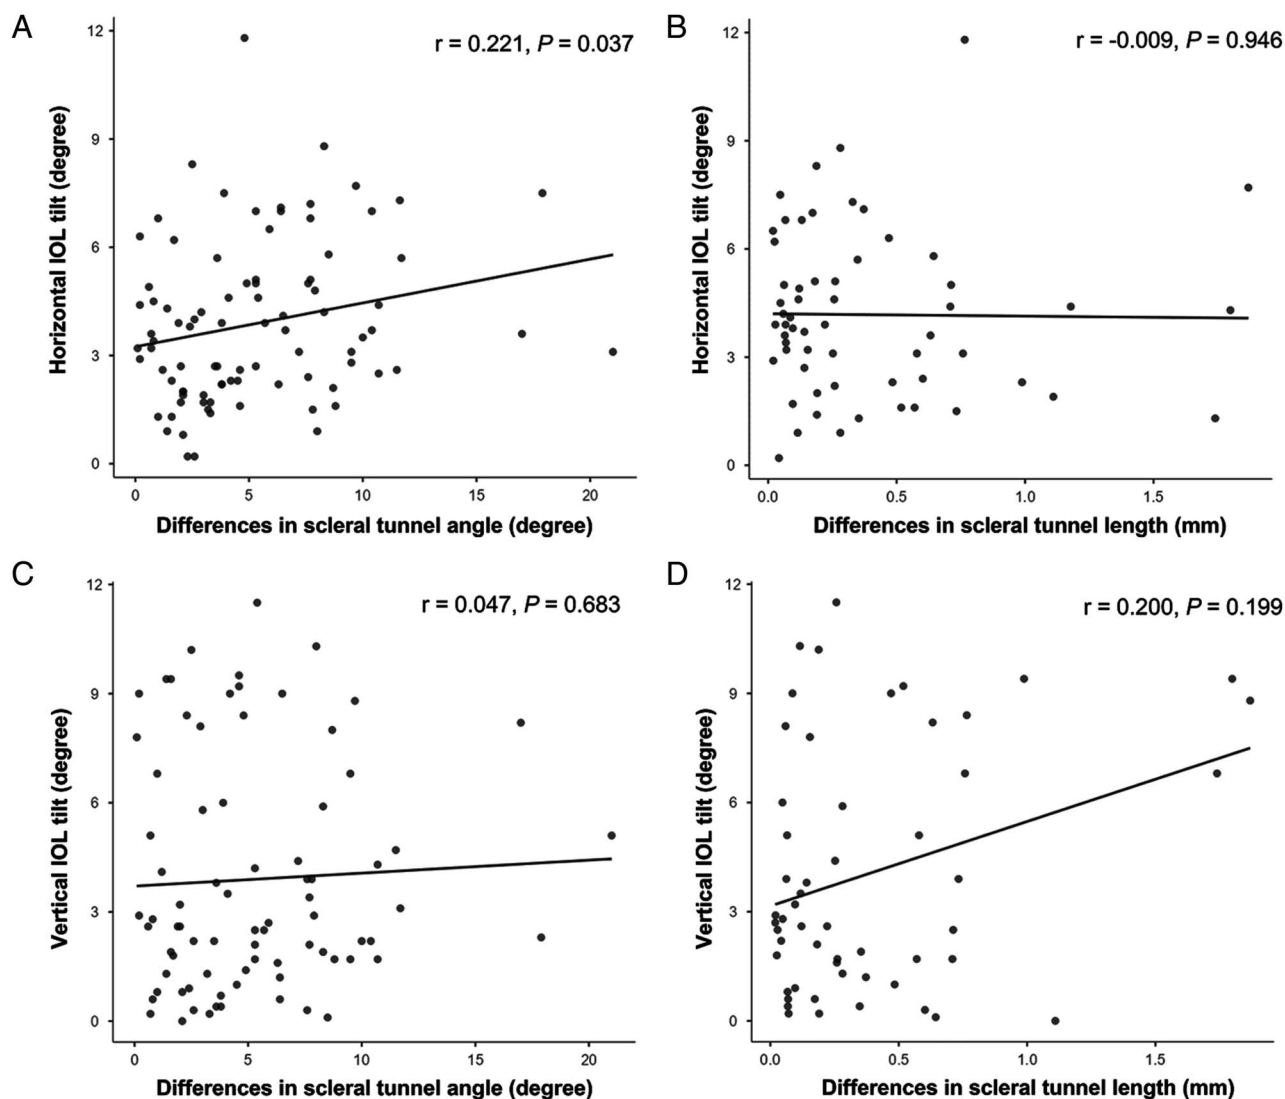 A
r = 0.221, P = 0.037
Horizontal IOL tilt (degree)
12
9
6
3
0
0 5 10 15 20
Differences in scleral tunnel angle (degree)
B
r = -0.009, P = 0.946
Horizontal IOL tilt (degree)
12
9
6
3
0
0.0 0.5 1.0 1.5
Differences in scleral tunnel length (mm)
C
r = 0.047, P = 0.683
Vertical IOL tilt (degree)
12
9
6
3
0
0 5 10 15 20
Differences in scleral tunnel angle (degree)
D
r = 0.200, P = 0.199
Vertical IOL tilt (degree)
12
9
6
3
0
0.0 0.5 1.0 1.5
Differences in scleral tunnel length (mm)